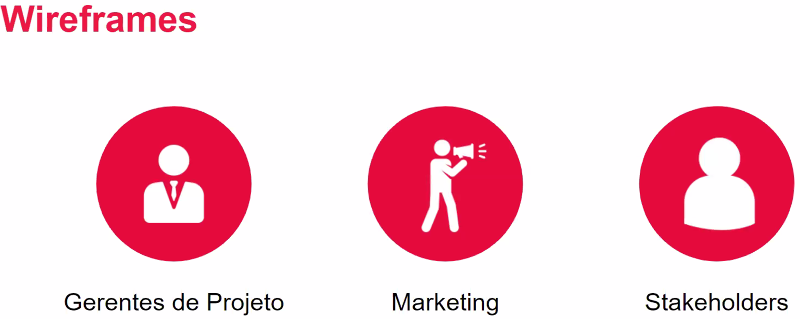 Wireframes
Gerentes de Projeto
Marketing
Stakeholders